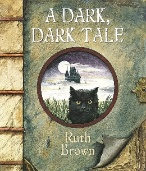 A DARK,
DARK TALE
Ruth
Brown